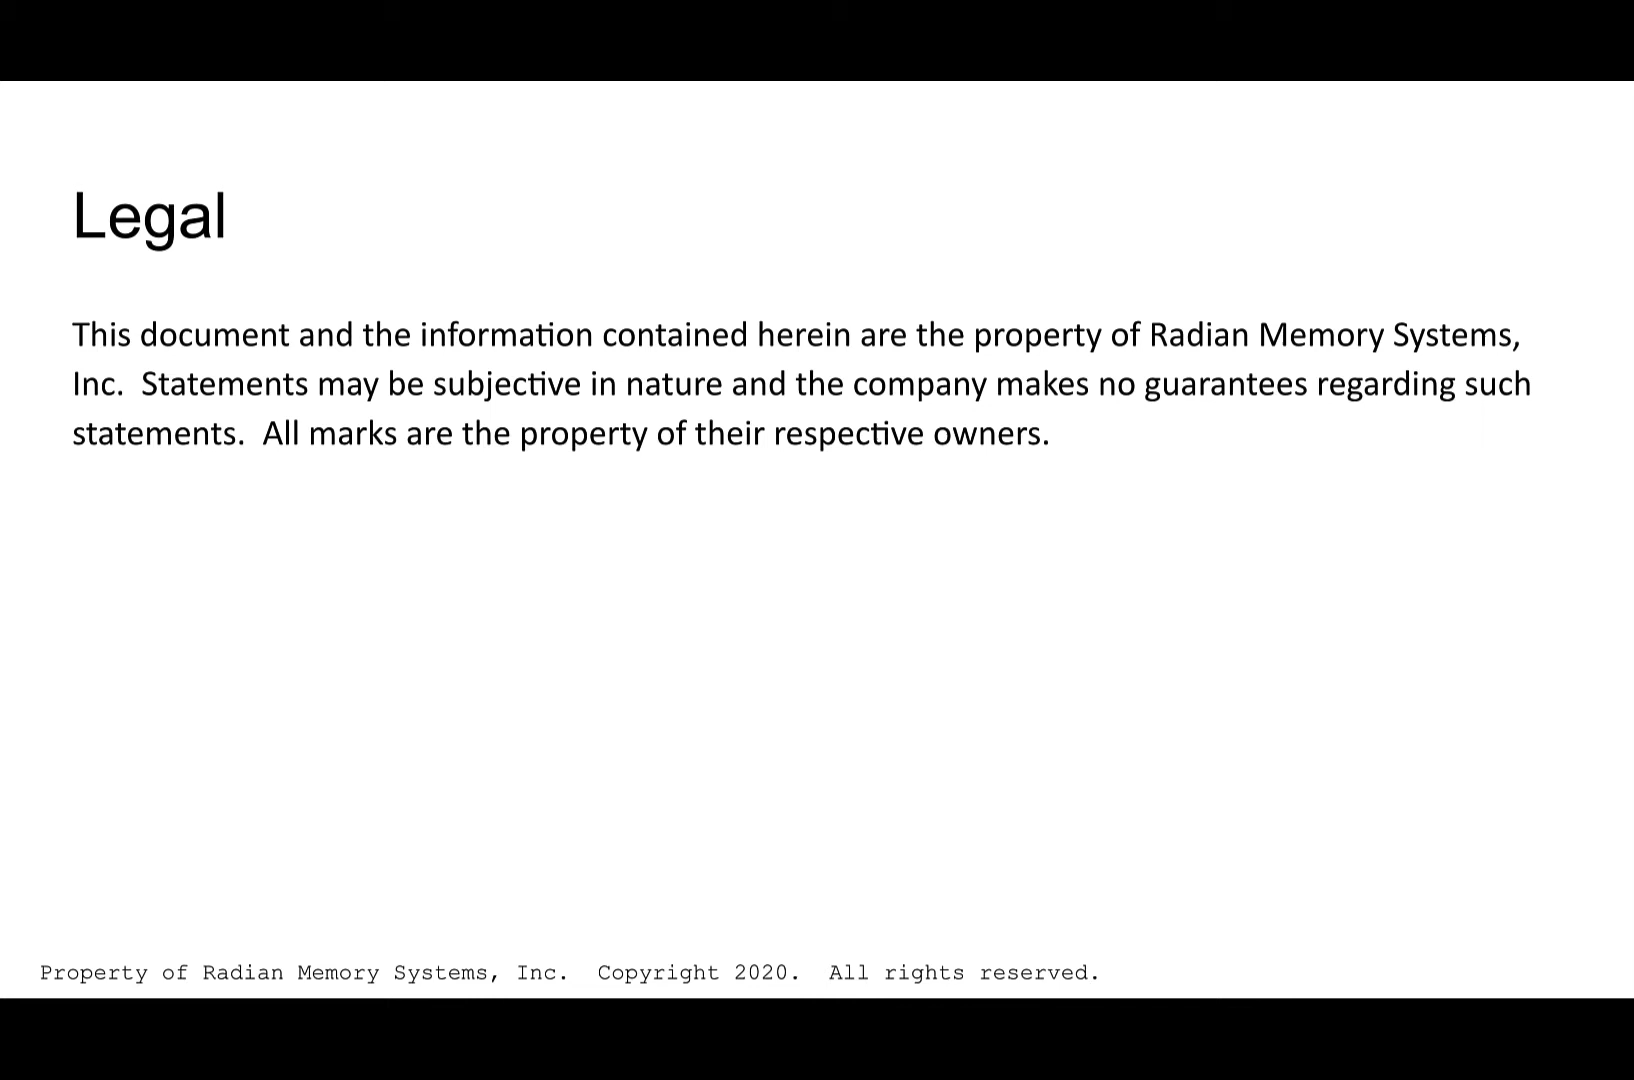 Legal
This document and the information contained herein are the property of Radian Memory Systems,
Inc.  Statements may be subjective in nature and the company makes no guarantees regarding such
statements.  All marks are the property of their respective owners.
Property of Radian Memory Systems, Inc.  Copyright 2020.  All rights reserved.